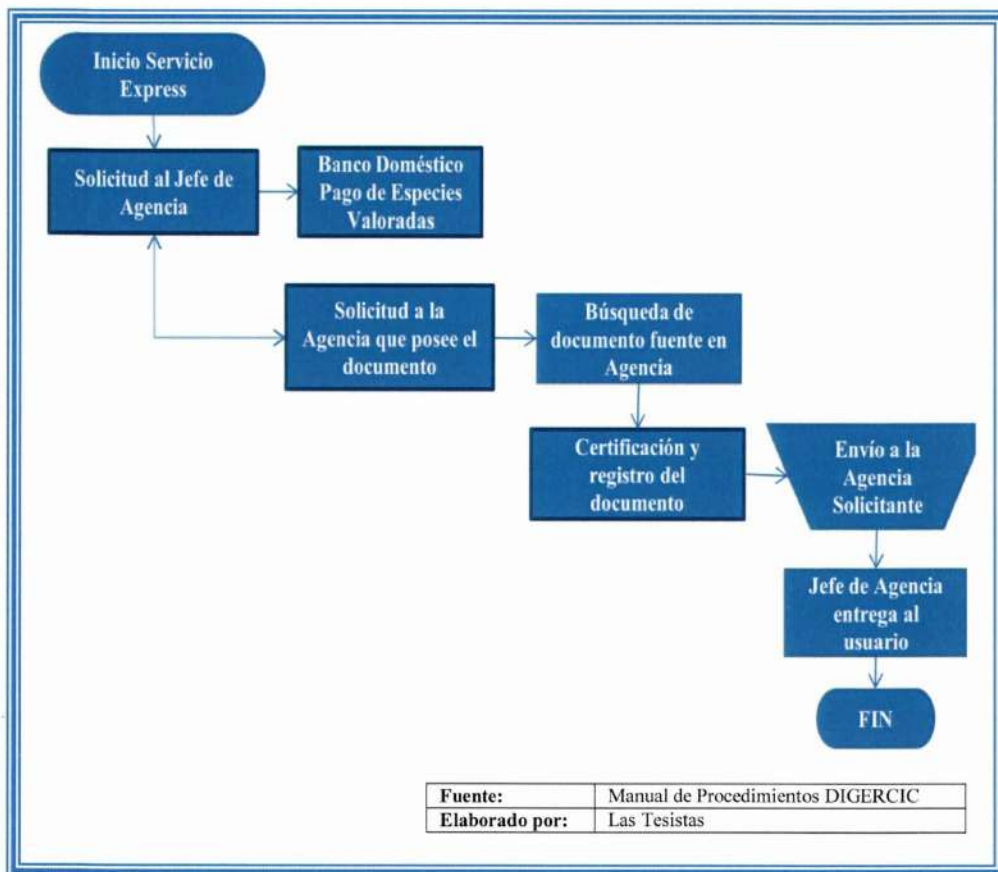 Inicio Servicio
Express
Solicitud al Jefe de
Agencia
Banco Doméstico
Pago de Especies
Valoradas
Solicitud a la
Agencia que posee el
documento
Búsqueda de
documento fuente en
Agencia
Certificación y
registro del
documento
Envío a la
Agencia
Solicitante
Jefe de Agencia
entrega al
usuario
FIN
Fuente: Manual de Procedimientos DIGERCIC
Elaborado por: Las Tesistas